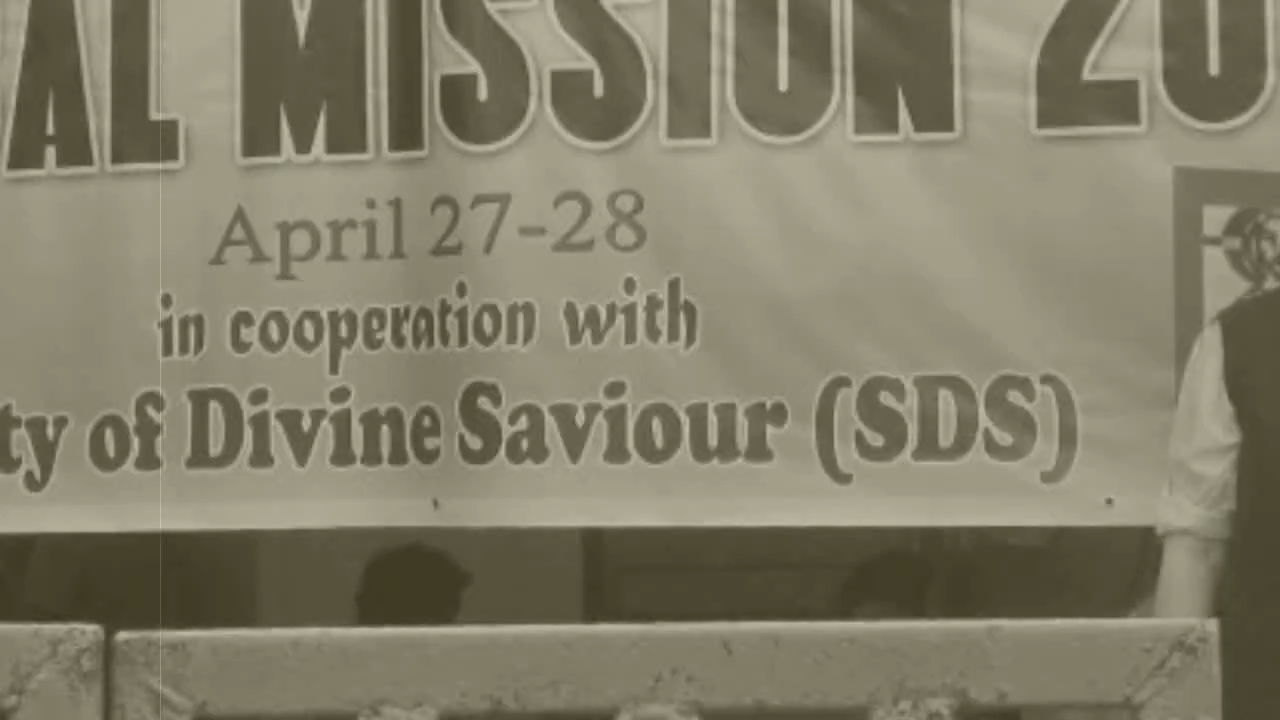 AL MISSION 20
April 27-28
in cooperation with
ty of Divine Saviour (SDS)